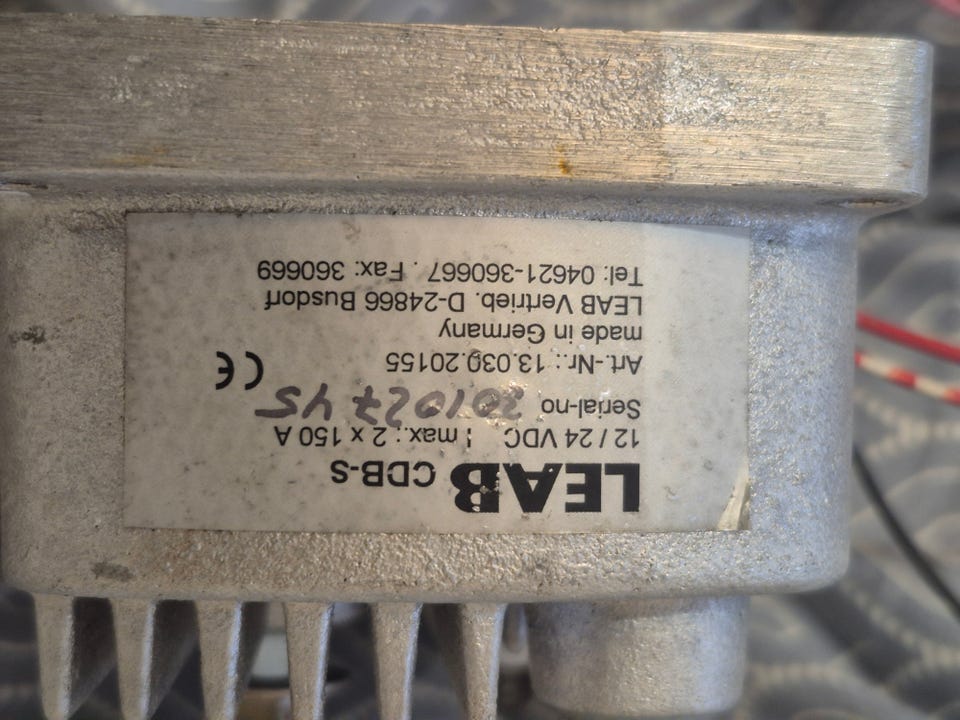 LEAB CDB-S
12 / 24 VDC I max.: 2 x 150 A
Serial-no
Art.-Nr.: 13.030.20155
made in Germany
LEAB Vertrieb. D-24866 Busdorf
Tel: 04621-360667 . Fax: 360669
CE